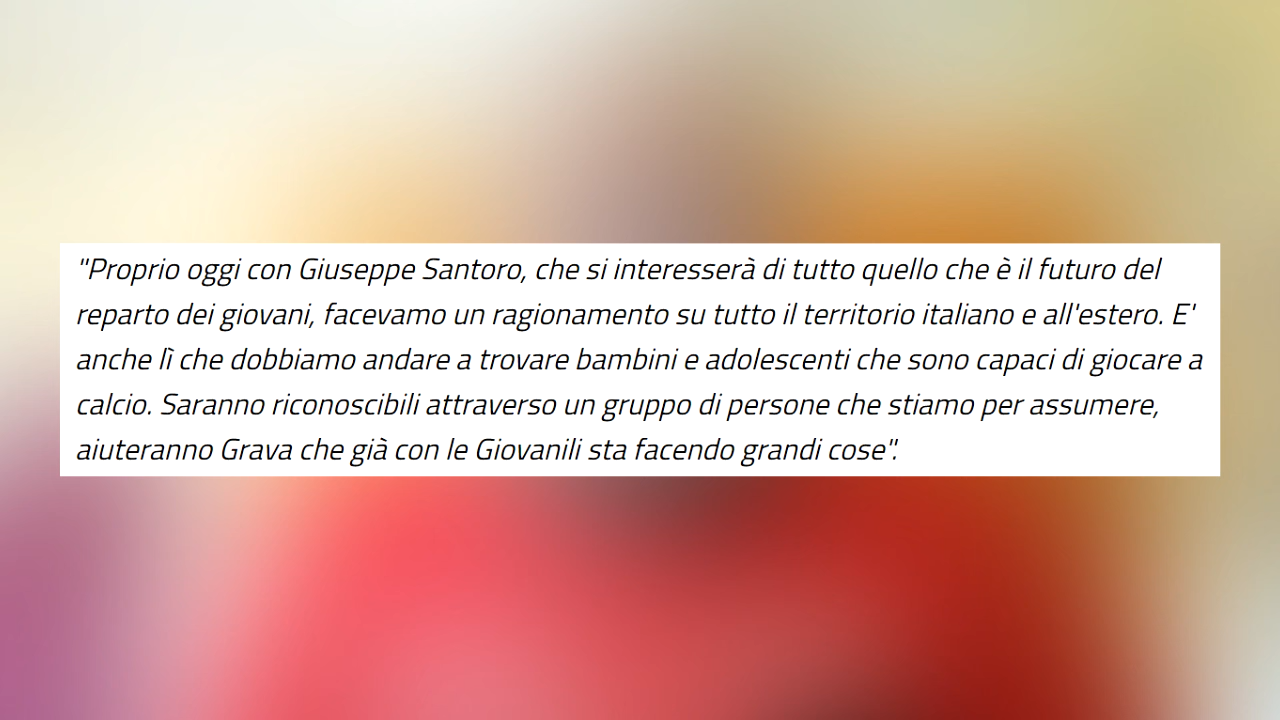 "Proprio oggi con Giuseppe Santoro, che si interesserà di tutto quello che è il futuro del
reparto dei giovani, facevamo un ragionamento su tutto il territorio italiano e all'estero. E'
anche lì che dobbiamo andare a trovare bambini e adolescenti che sono capaci di giocare a
calcio. Saranno riconoscibili attraverso un gruppo di persone che stiamo per assumere,
aiuteranno Grava che già con le Giovanili sta facendo grandi cose".